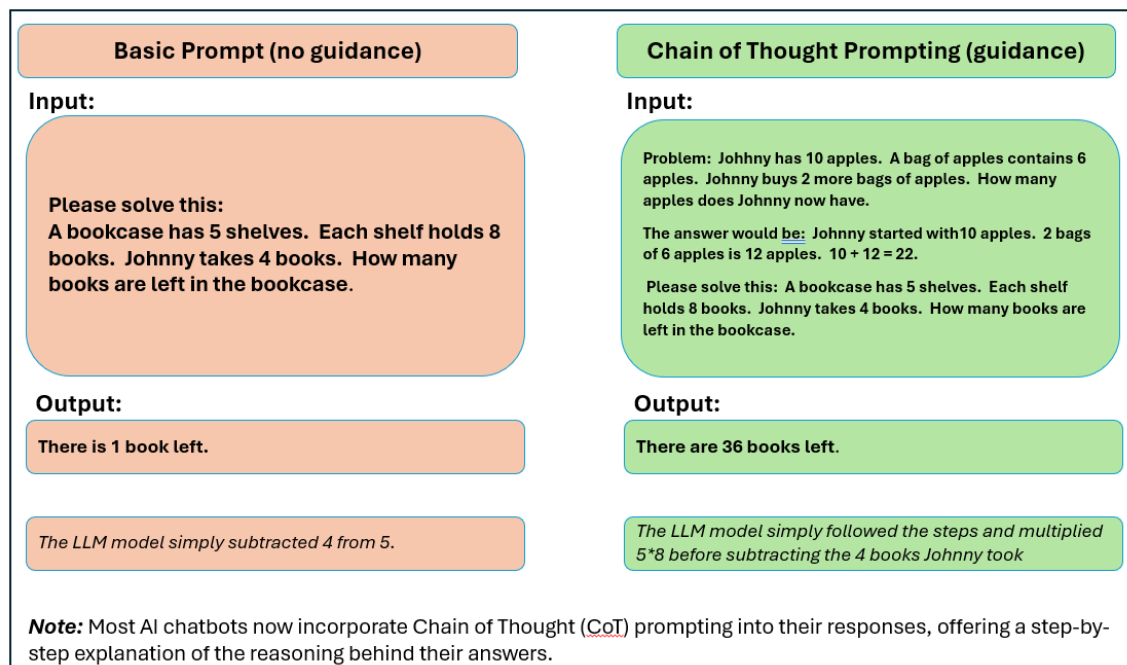 Basic Prompt (no guidance)
Input:
Please solve this:
A bookcase has 5 shelves.  Each shelf holds 8
books.  Johnny takes 4 books.  How many
books are left in the bookcase.
Output:
There is 1 book left.
The LLM model simply subtracted 4 from 5.
Chain of Thought Prompting (guidance)
Input:
Problem:  Johhny has 10 apples.  A bag of apples contains 6
apples.  Johnny buys 2 more bags of apples.  How many
apples does Johnny now have.
The answer would be:  Johnny started with10 apples.  2 bags
of 6 apples is 12 apples.  10 + 12 = 22.
Please solve this:  A bookcase has 5 shelves.  Each shelf
holds 8 books.  Johnny takes 4 books.  How many books are
left in the bookcase.
Output:
There are 36 books left.
The LLM model simply followed the steps and multiplied
5*8 before subtracting the 4 books Johnny took
Note: Most AI chatbots now incorporate Chain of Thought (CoT) prompting into their responses, offering a step-by-
step explanation of the reasoning behind their answers.